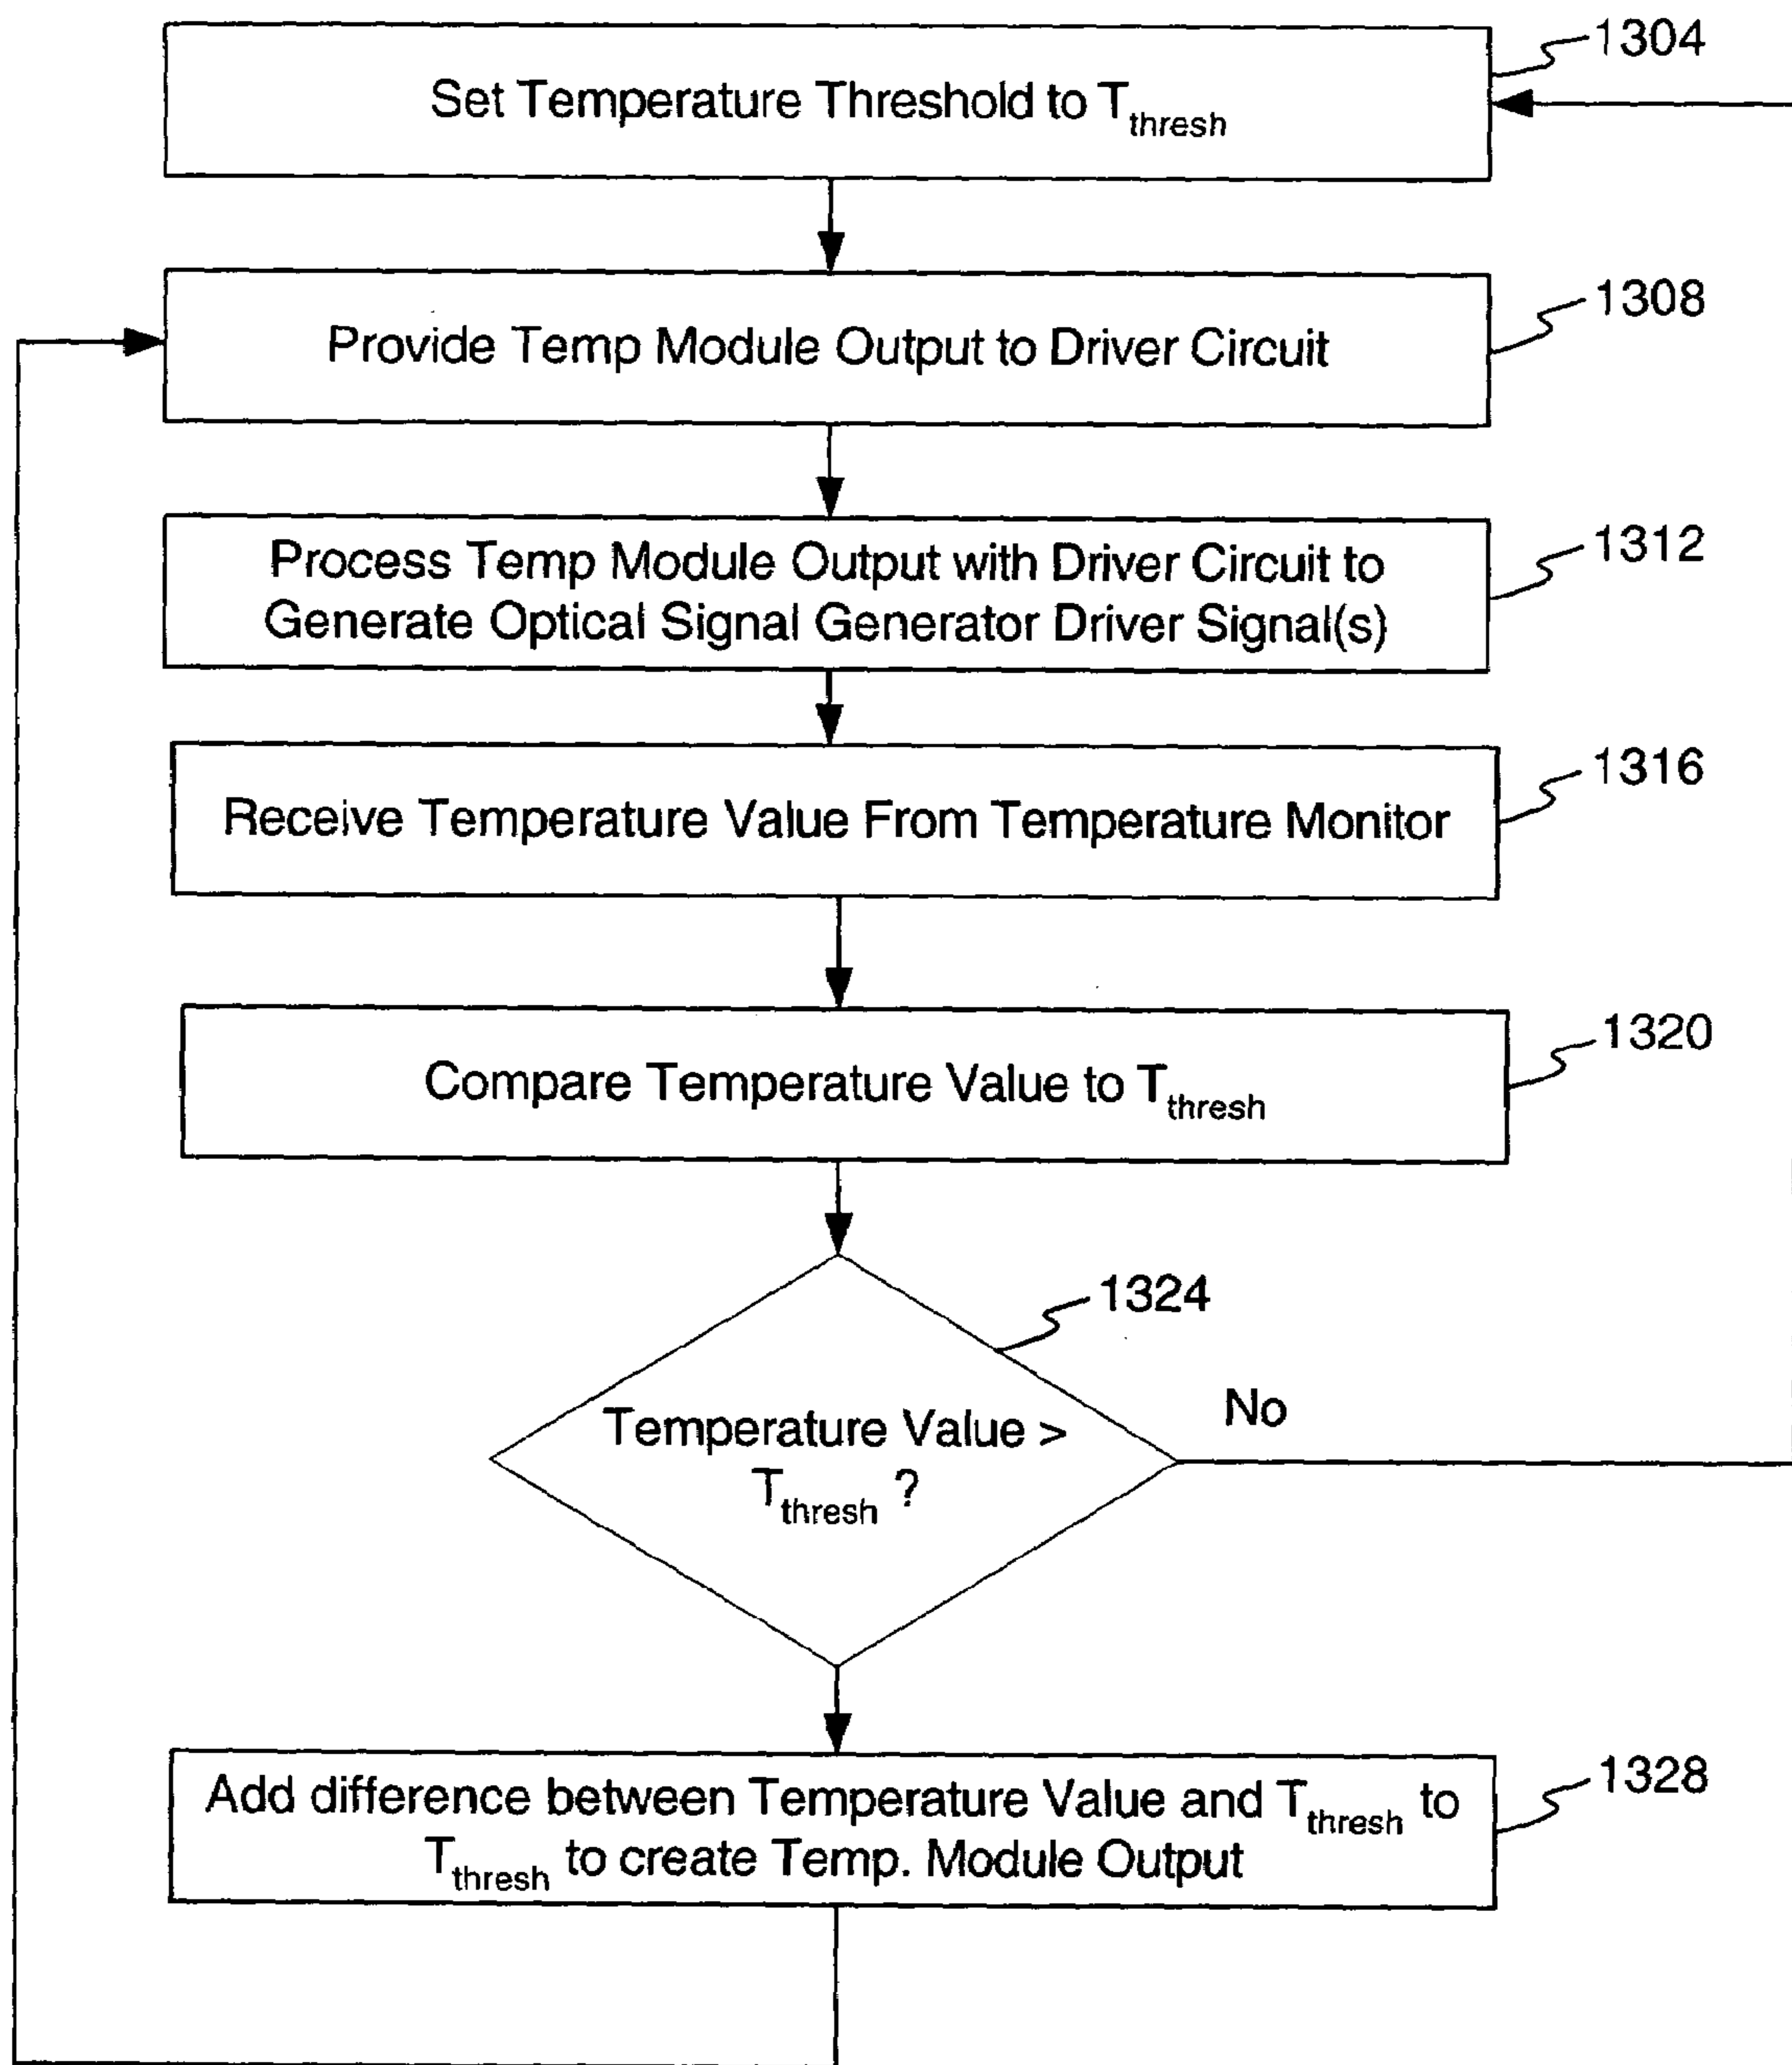 1304
Set Temperature Threshold to Tthresh
1308
Provide Temp Module Output to Driver Circuit
1312
Process Temp Module Output with Driver Circuit to
Generate Optical Signal Generator Driver Signal(s)
1316
Receive Temperature Value From Temperature Monitor
1320
Compare Temperature Value to Tthresh
1324
No
Temperature Value >
Tthresh ?
1328
Add difference between Temperature Value and Tthresh to
Tthresh to create Temp. Module Output